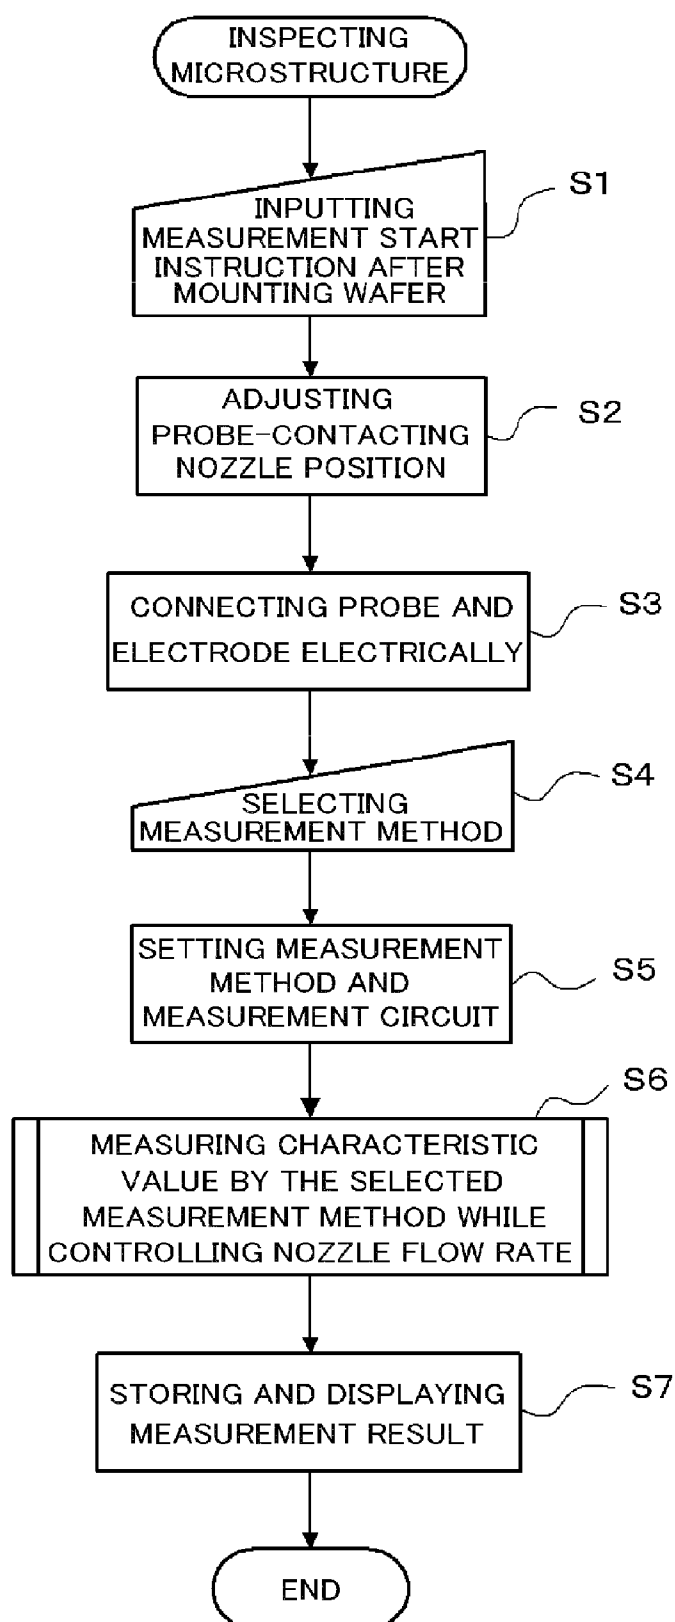 INSPECTING
MICROSTRUCTURE
S1
INPUTTING
MEASUREMENT START
INSTRUCTION AFTER
MOUNTING WAFER
S2
ADJUSTING
PROBE-CONTACTING
NOZZLE POSITION
S3
CONNECTING PROBE AND
ELECTRODE ELECTRICALLY
S4
SELECTING
MEASUREMENT METHOD
S5
SETTING MEASUREMENT
METHOD AND
MEASUREMENT CIRCUIT
S6
MEASURING CHARACTERISTIC
VALUE BY THE SELECTED
MEASUREMENT METHOD WHILE
CONTROLLING NOZZLE FLOW RATE
S7
STORING AND DISPLAYING
MEASUREMENT RESULT
END